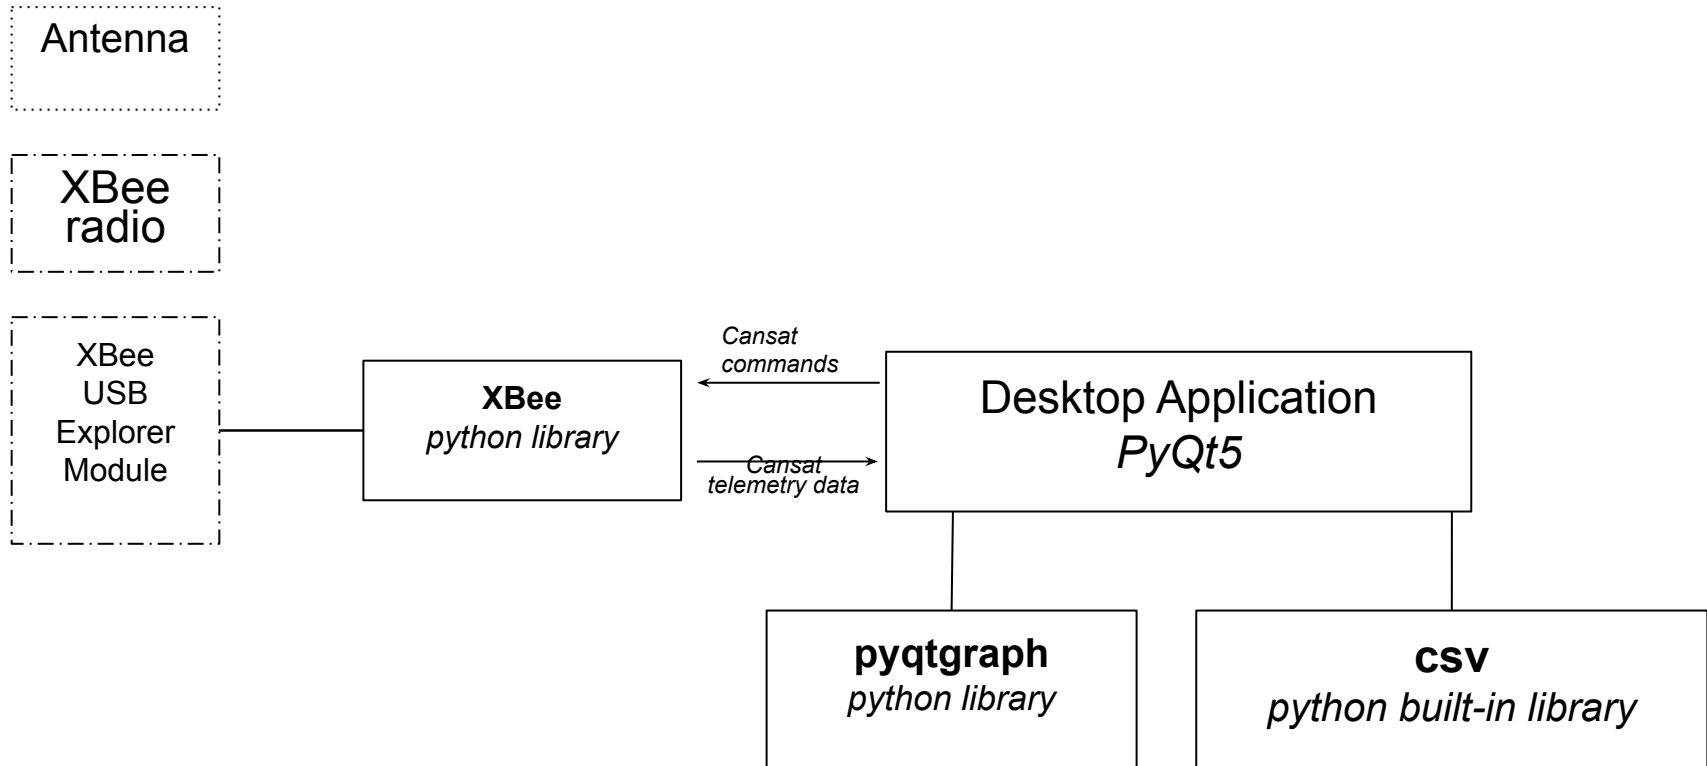 Antenna
XBee
radio
XBee
USB
Explorer
Module
XBee
python library
Cansat
commands
Cansat
telemetry data
Desktop Application
PyQt5
pyqtgraph
python library
csv
python built-in library